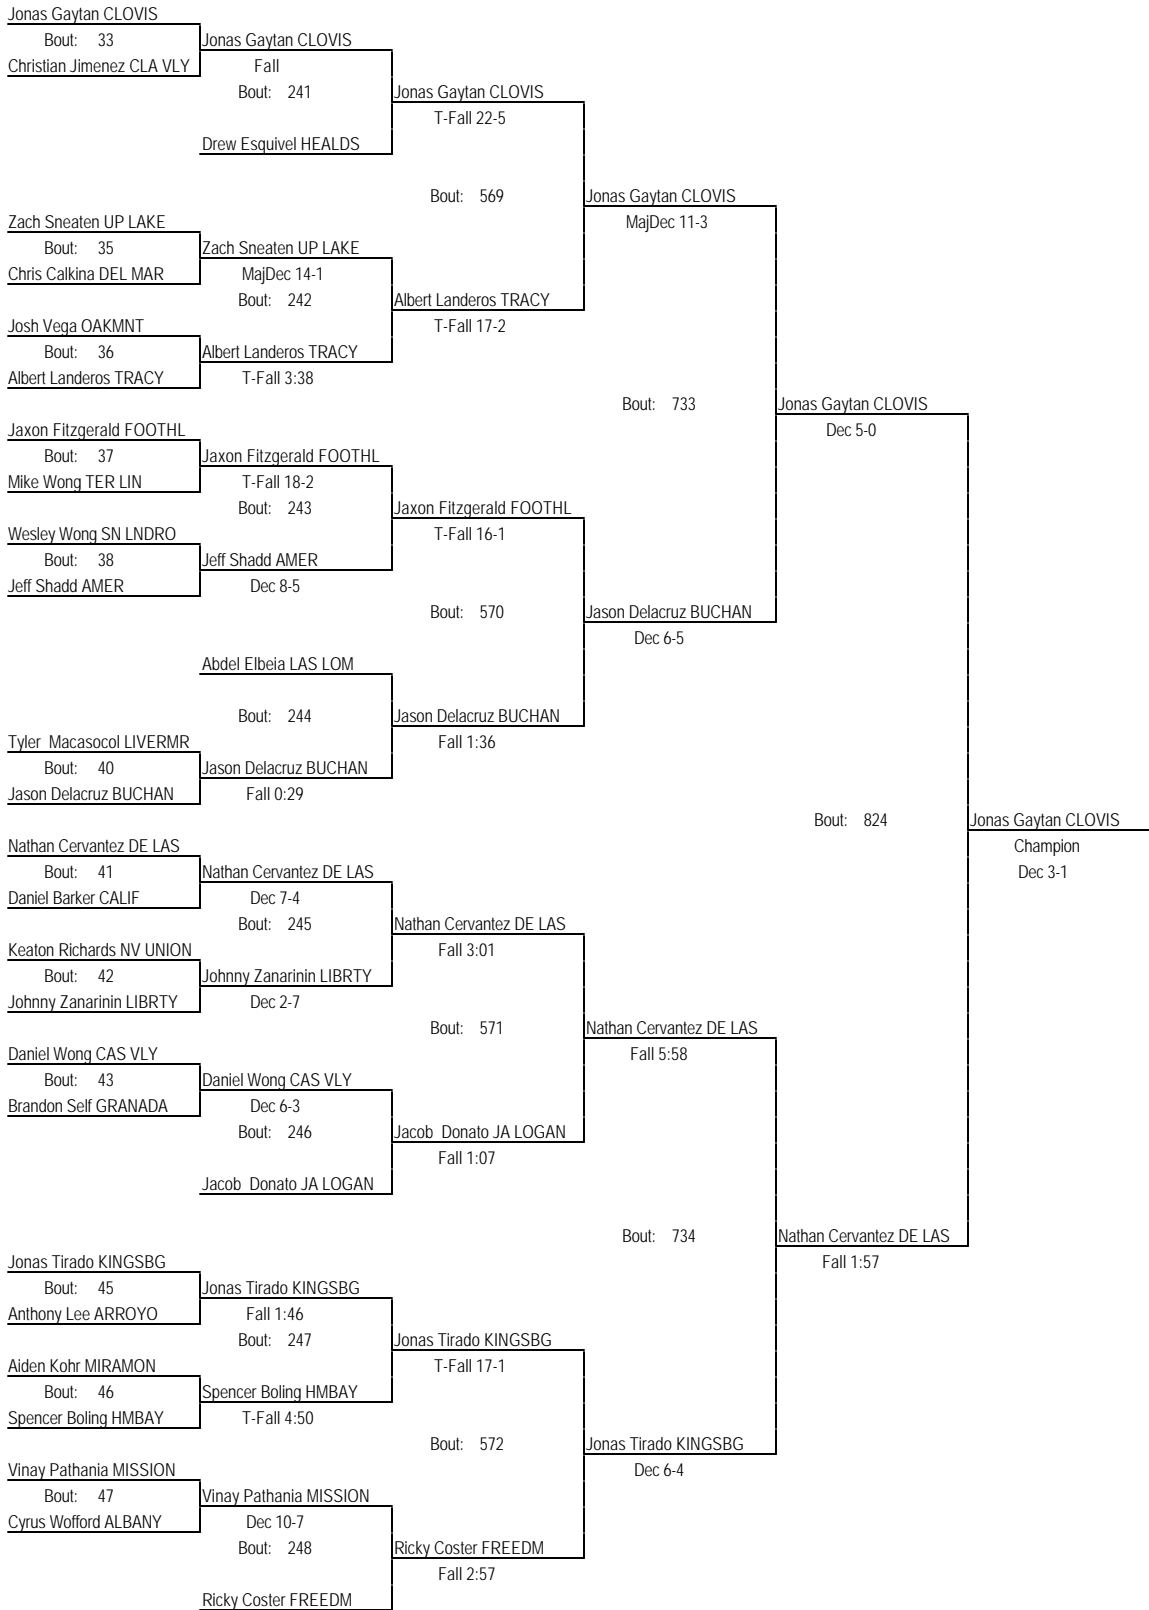 Jonas Gaytan CLOVIS
Bout: 33
Jonas Gaytan CLOVIS
Christian Jimenez CLA VLY
Fall
Bout: 241
Jonas Gaytan CLOVIS
T-Fall 22-5
Drew Esquivel HEALDS
Bout: 569
Jonas Gaytan CLOVIS
Zach Sneaten UP LAKE
MajDec 11-3
Bout: 35
Zach Sneaten UP LAKE
Chris Calkina DEL MAR
MajDec 14-1
Bout: 242
Albert Landeros TRACY
Josh Vega OAKMNT
T-Fall 17-2
Bout: 36
Albert Landeros TRACY
Albert Landeros TRACY
T-Fall 3:38
Bout: 733
Jonas Gaytan CLOVIS
Jaxon Fitzgerald FOOTHL
Dec 5-0
Bout: 37
Jaxon Fitzgerald FOOTHL
Mike Wong TER LIN
T-Fall 18-2
Bout: 243
Jaxon Fitzgerald FOOTHL
Wesley Wong SN LNDRO
T-Fall 16-1
Bout: 38
Jeff Shadd AMER
Jeff Shadd AMER
Dec 8-5
Bout: 570
Jason Delacruz BUCHAN
Dec 6-5
Abdel Elbeia LAS LOM
Bout: 244
Jason Delacruz BUCHAN
Tyler Macasocol LIVERMR
Fall 1:36
Bout: 40
Jason Delacruz BUCHAN
Jason Delacruz BUCHAN
Fall 0:29
Bout: 824
Jonas Gaytan CLOVIS
Nathan Cervantez DE LAS
Champion
Bout: 41
Nathan Cervantez DE LAS
Dec 3-1
Daniel Barker CALIF
Dec 7-4
Bout: 245
Nathan Cervantez DE LAS
Keaton Richards NV UNION
Fall 3:01
Bout: 42
Johnny Zanarinin LIBRTY
Johnny Zanarinin LIBRTY
Dec 2-7
Bout: 571
Nathan Cervantez DE LAS
Daniel Wong CAS VLY
Fall 5:58
Bout: 43
Daniel Wong CAS VLY
Brandon Self GRANADA
Dec 6-3
Bout: 246
Jacob Donato JA LOGAN
Fall 1:07
Jacob Donato JA LOGAN
Bout: 734
Nathan Cervantez DE LAS
Jonas Tirado KINGSBG
Fall 1:57
Bout: 45
Jonas Tirado KINGSBG
Anthony Lee ARROYO
Fall 1:46
Bout: 247
Jonas Tirado KINGSBG
Aiden Kohr MIRAMON
T-Fall 17-1
Bout: 46
Spencer Boling HMBAY
Spencer Boling HMBAY
T-Fall 4:50
Bout: 572
Jonas Tirado KINGSBG
Vinay Pathania MISSION
Dec 6-4
Bout: 47
Vinay Pathania MISSION
Cyrus Wofford ALBANY
Dec 10-7
Bout: 248
Ricky Coster FREEDM
Fall 2:57
Ricky Coster FREEDM